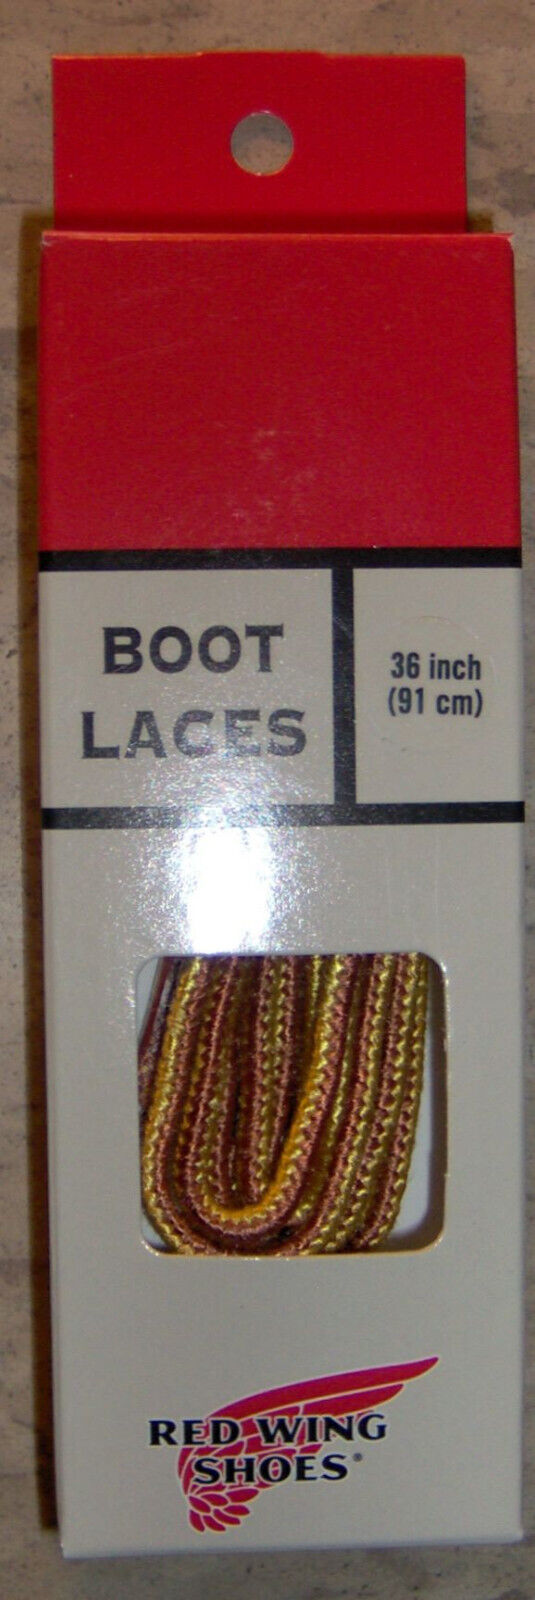 BOOT
LACES
36 inch
(91 cm)
RED WING
SHOES®